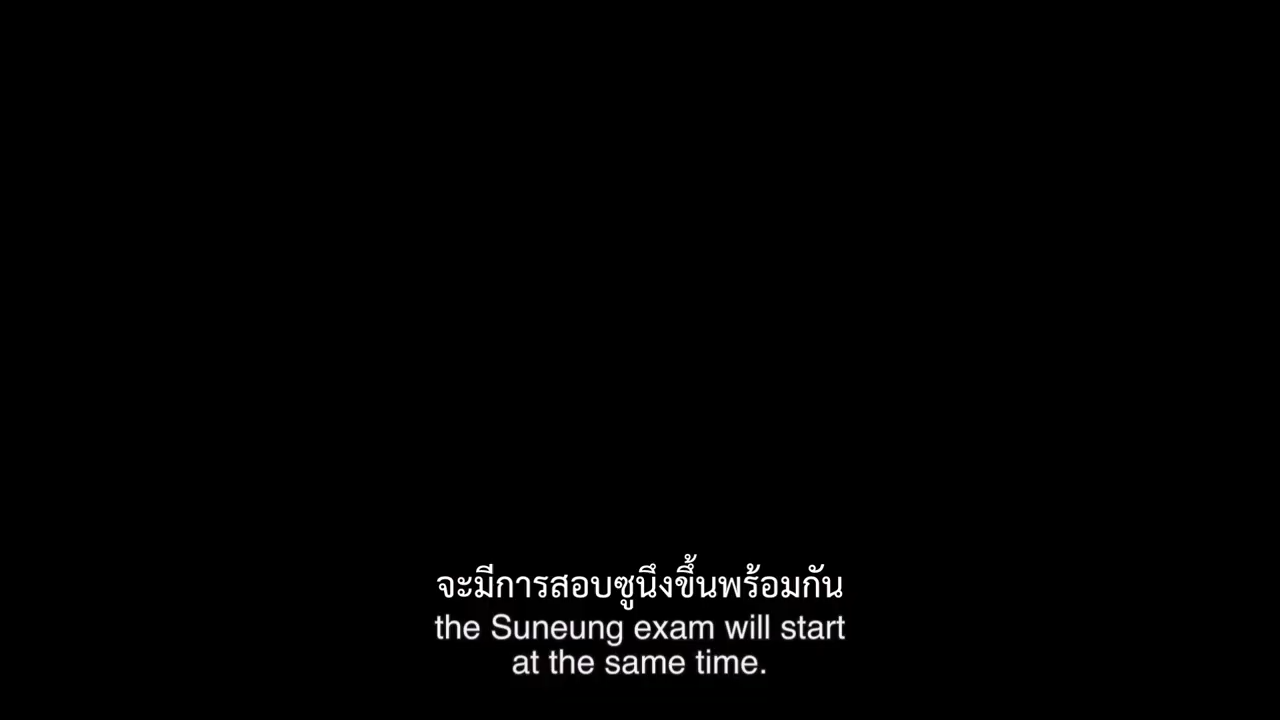 จะมีการสอบซูนึงขึ้นพร้อมกัน
the Suneung exam will start
at the same time.